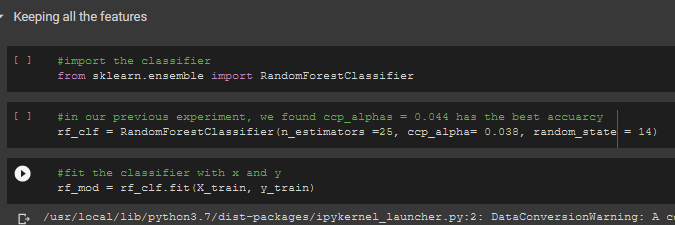 Keeping all the features
[ ] #import the classifier
from sklearn.ensemble import RandomForestClassifier
[ ] #in our previous experiment, we found ccp_alphas = 0.044 has the best accuarcy
rf_clf = RandomForestClassifier(n_estimators =25, ccp_alpha= 0.038, random_state = 14)
#fit the classifier with x and y
rf_mod = rf_clf.fit(X_train, y_train)
/usr/local/lib/python3.7/dist-packages/ipykernel_launcher.py:2: DataConversionWarning: A